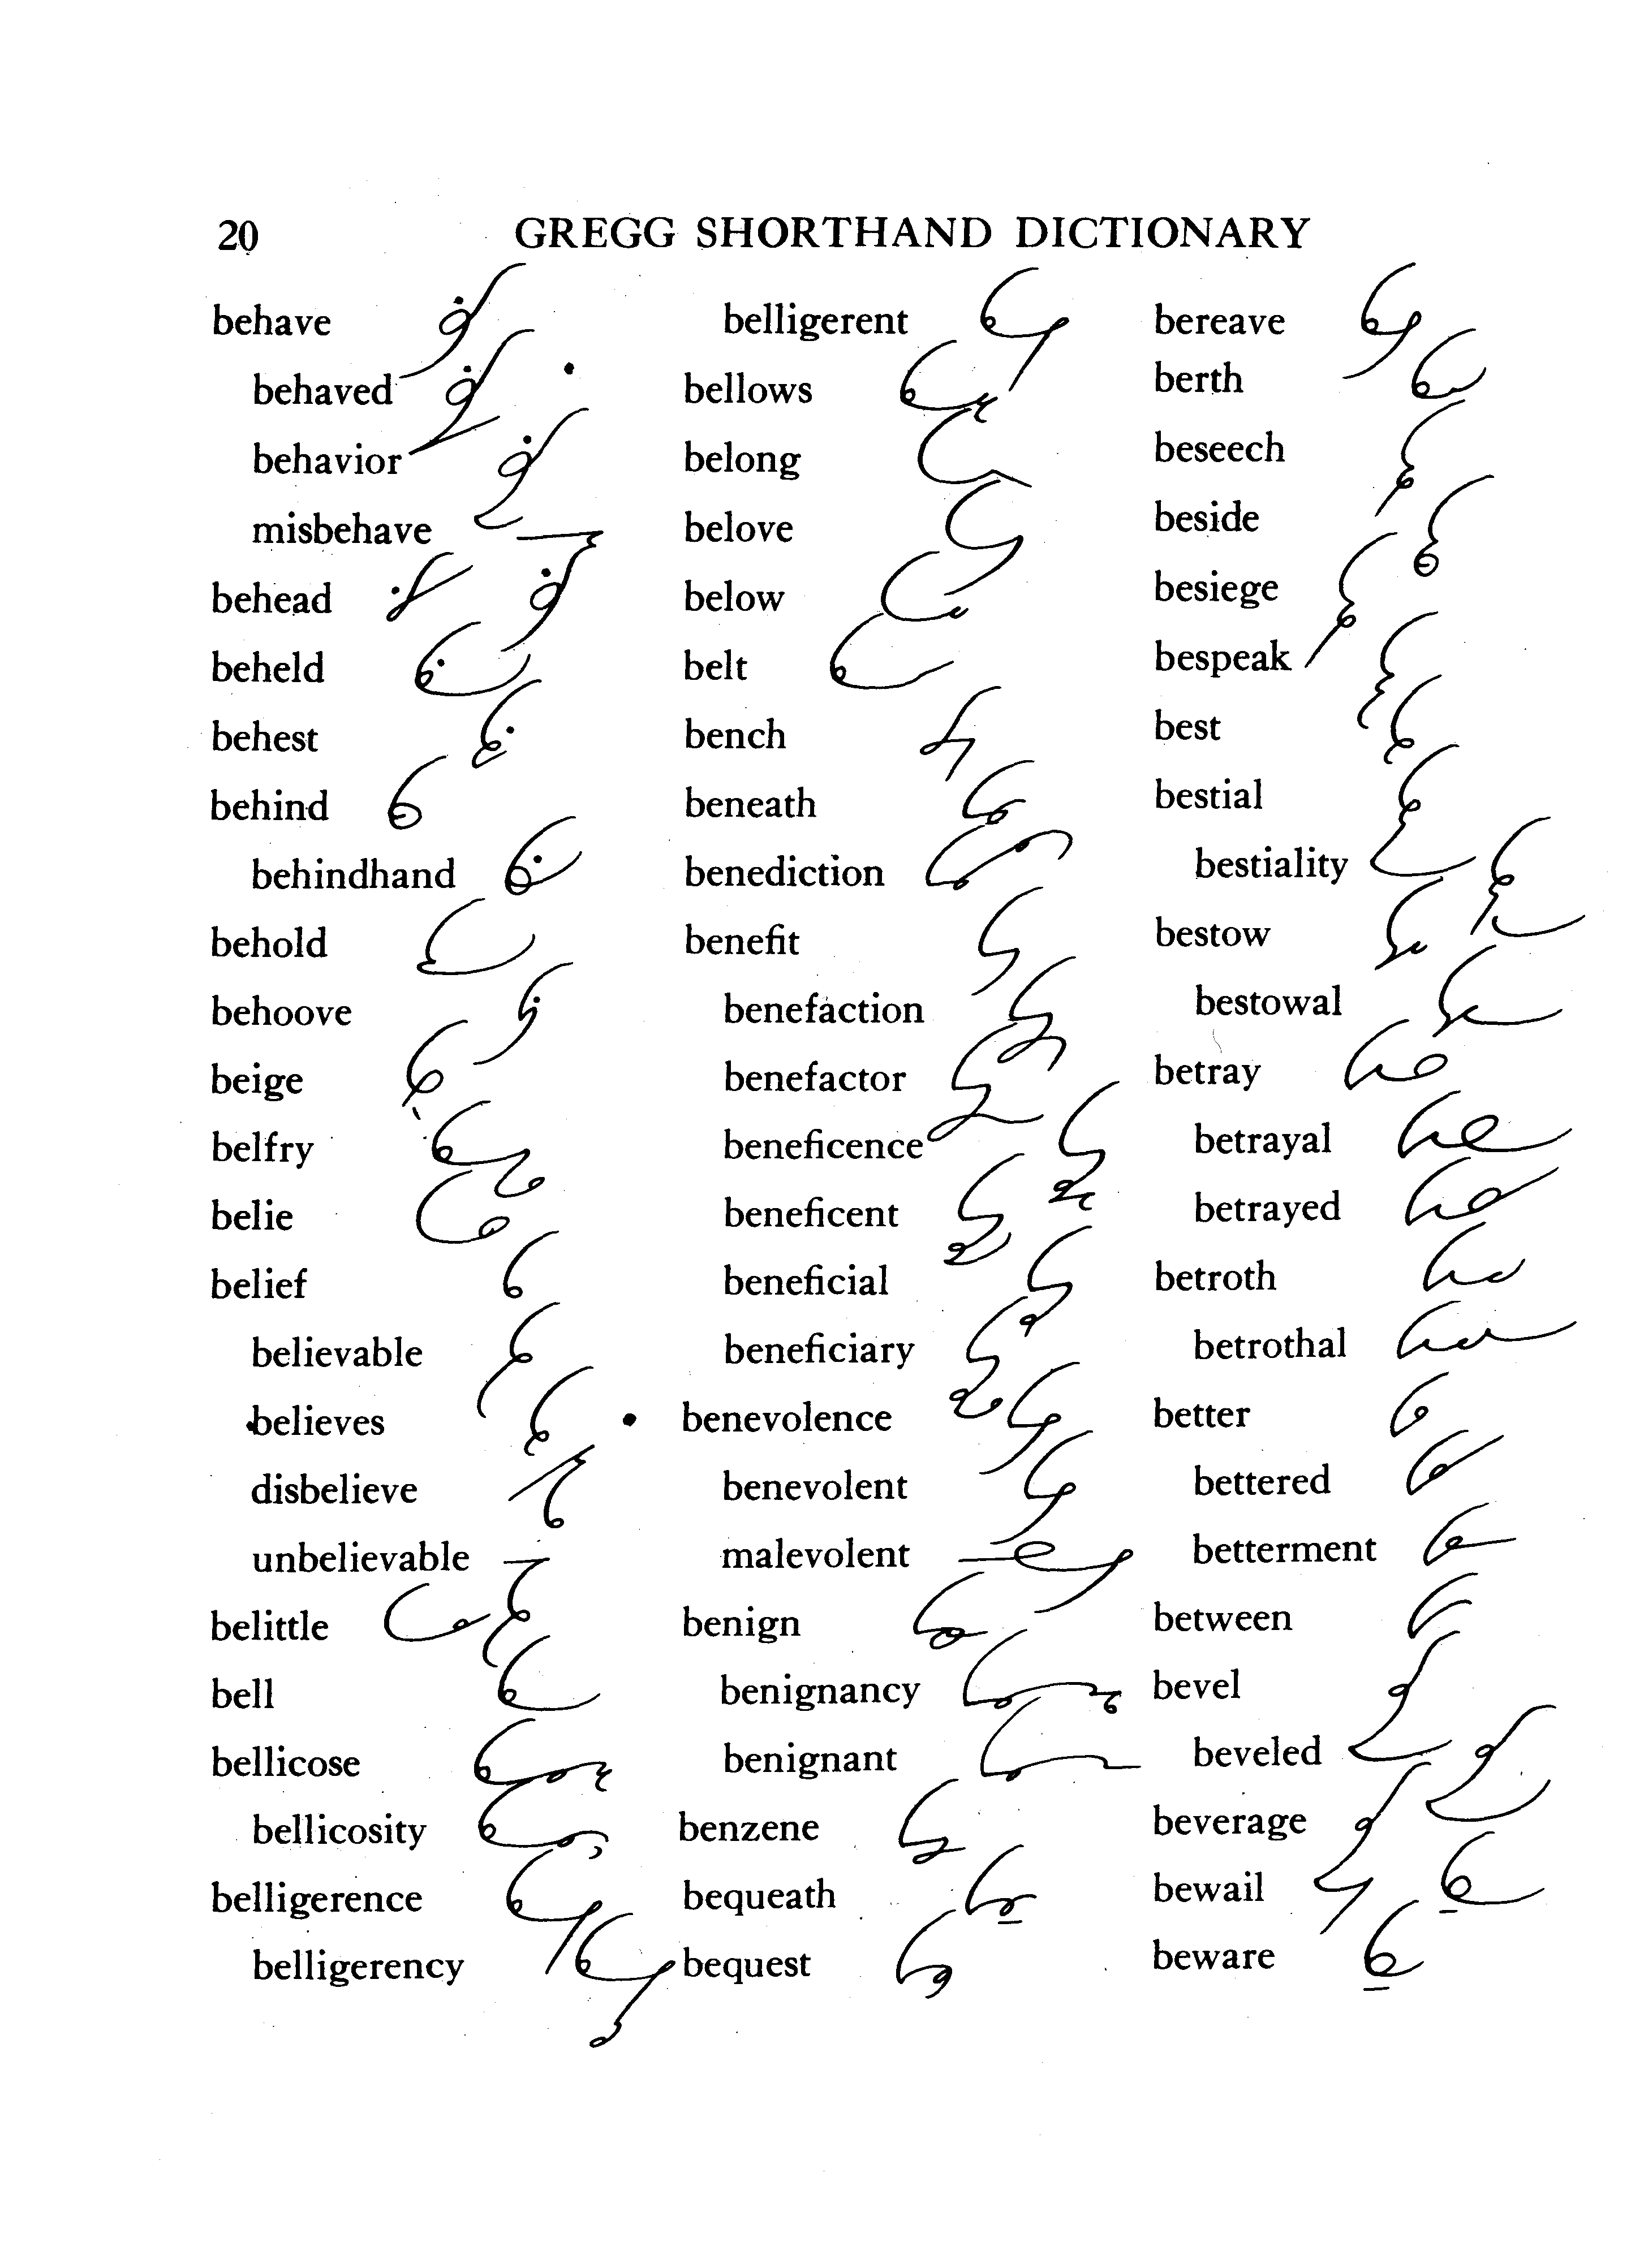 20 GREGG SHORTHAND DICTIONARY
behave
behaved
behavior
misbehave
behead
beheld
behest
behind
behindhand
behold
behoove
beige
belfry
belie
belief
believable
believes
disbelieve
unbelievable
belittle
bell
bellicose
bellicosity
belligerence
belligerency
belligerent
bellows
belong
belove
below
belt
bench
beneath
benediction
benefit
benefaction
benefactor
beneficence
beneficent
beneficial
beneficiary
benevolence
benevolent
malevolent
benign
benignancy
benignant
benzene
bequeath
bequest
bereave
berth
beseech
beside
besiege
bespeak
best
bestial
bestiality
bestow
bestowal
betray
betrayal
betrayed
betroth
betrothal
better
bettered
betterment
between
bevel
beveled
beverage
bewail
beware